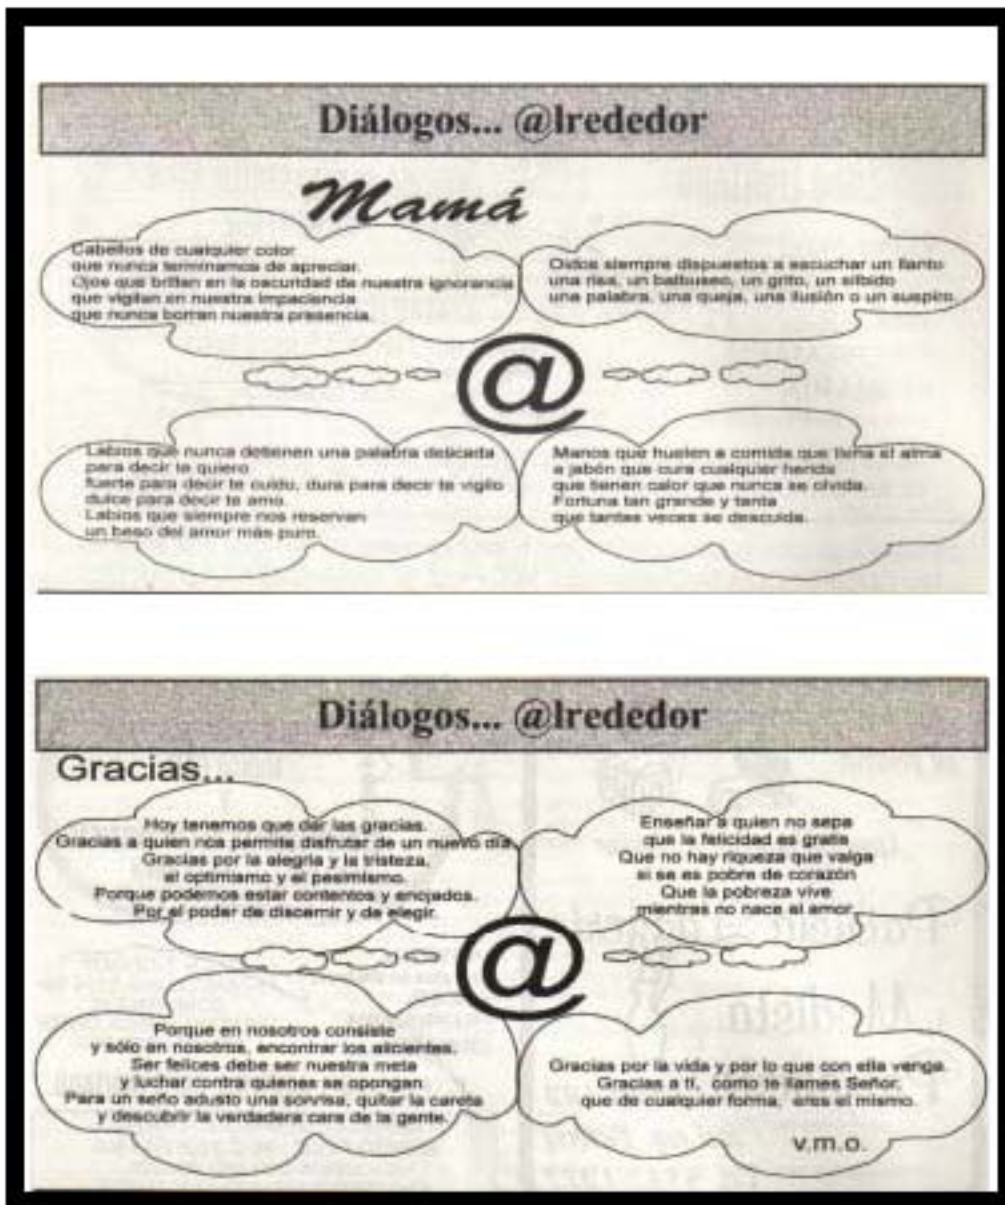 Diálogos... @lrededor
Mamá
Cabellos de cualquier color
que nunca terminamos de apreciar.
Ojos que brillan en la oscuridad de nuestra ignorancia
que vigilan en nuestra impaciencia
que nunca borran nuestra presencia.
Oidos siempre dispuestos a escuchar un llanto
una risa, un balbuseo, un grito, un silbido
una palabra, una queja, una ilusión o un suspiro.
@
Labios que nunca detienen una palabra delicada
para decir te quiero
fuerte para decir te cuido, dura para decir te vigilo
dulce para decir te amo.
Labios que siempre nos reservan
un beso del amor más puro.
Manos que huelen a comida que llena el alma
a jabón que cura cualquier herida
que tienen calor que nunca se olvida.
Fortuna tan grande y tanta
que tantas veces se descuida.
Diálogos... @lrededor
Gracias...
Hoy tenemos que dar las gracias.
Gracias a quien nos permite disfrutar de un nuevo día.
Gracias por la alegria y la tristeza,
el optimismo y el pesimismo.
Porque podemos estar contentos y enojados.
Por el poder de discernir y de elegir.
Enseñar a quien no sepa
que la felicidad es gratis
Que no hay riqueza que valga
si se es pobre de corazón
Que la pobreza vive
mientras no nace el amor.
@
Porque en nosotros consiste
y sólo en nosotros, encontrar los alicientes.
Ser felices debe ser nuestra meta
y luchar contra quienes se opongan.
Para un seño adusto una sonrisa, quitar la careta
y descubrir la verdadera cara de la gente.
Gracias por la vida y por lo que con ella venga.
Gracias a ti, como te llames Señor,
que de cualquier forma, eres el mismo.
v.m.o.